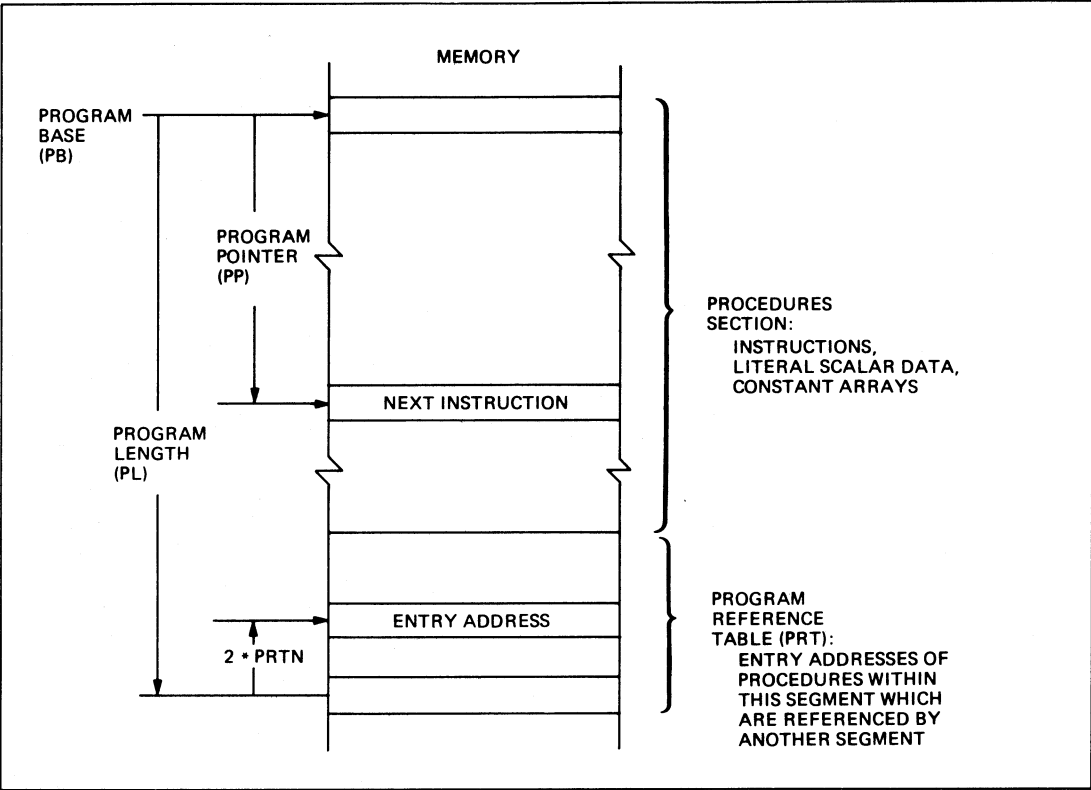 MEMORY
PROGRAM
BASE
(PB)
PROGRAM
POINTER
(PP)
PROCEDURES
SECTION:
INSTRUCTIONS,
LITERAL SCALAR DATA,
CONSTANT ARRAYS
NEXT INSTRUCTION
PROGRAM
LENGTH
(PL)
ENTRY ADDRESS
2 * PRTN
PROGRAM
REFERENCE
TABLE (PRT):
ENTRY ADDRESSES OF
PROCEDURES WITHIN
THIS SEGMENT WHICH
ARE REFERENCED BY
ANOTHER SEGMENT